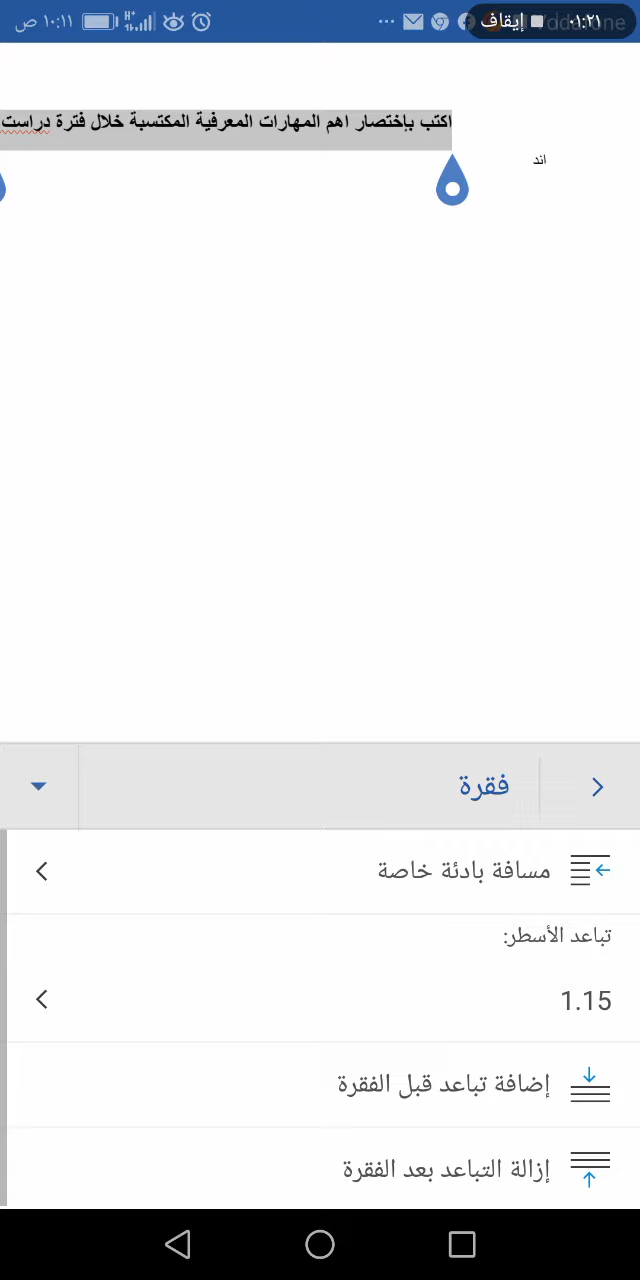 ١٠:١١ ص
٠١:٢١ إيقاف
اكتب بإختصار اهم المهارات المعرفية المكتسبة خلال فترة دراست
اند
فقرة
مسافة بادئة خاصة
تباعد الأسطر:
1.15
إضافة تباعد قبل الفقرة
إزالة التباعد بعد الفقرة